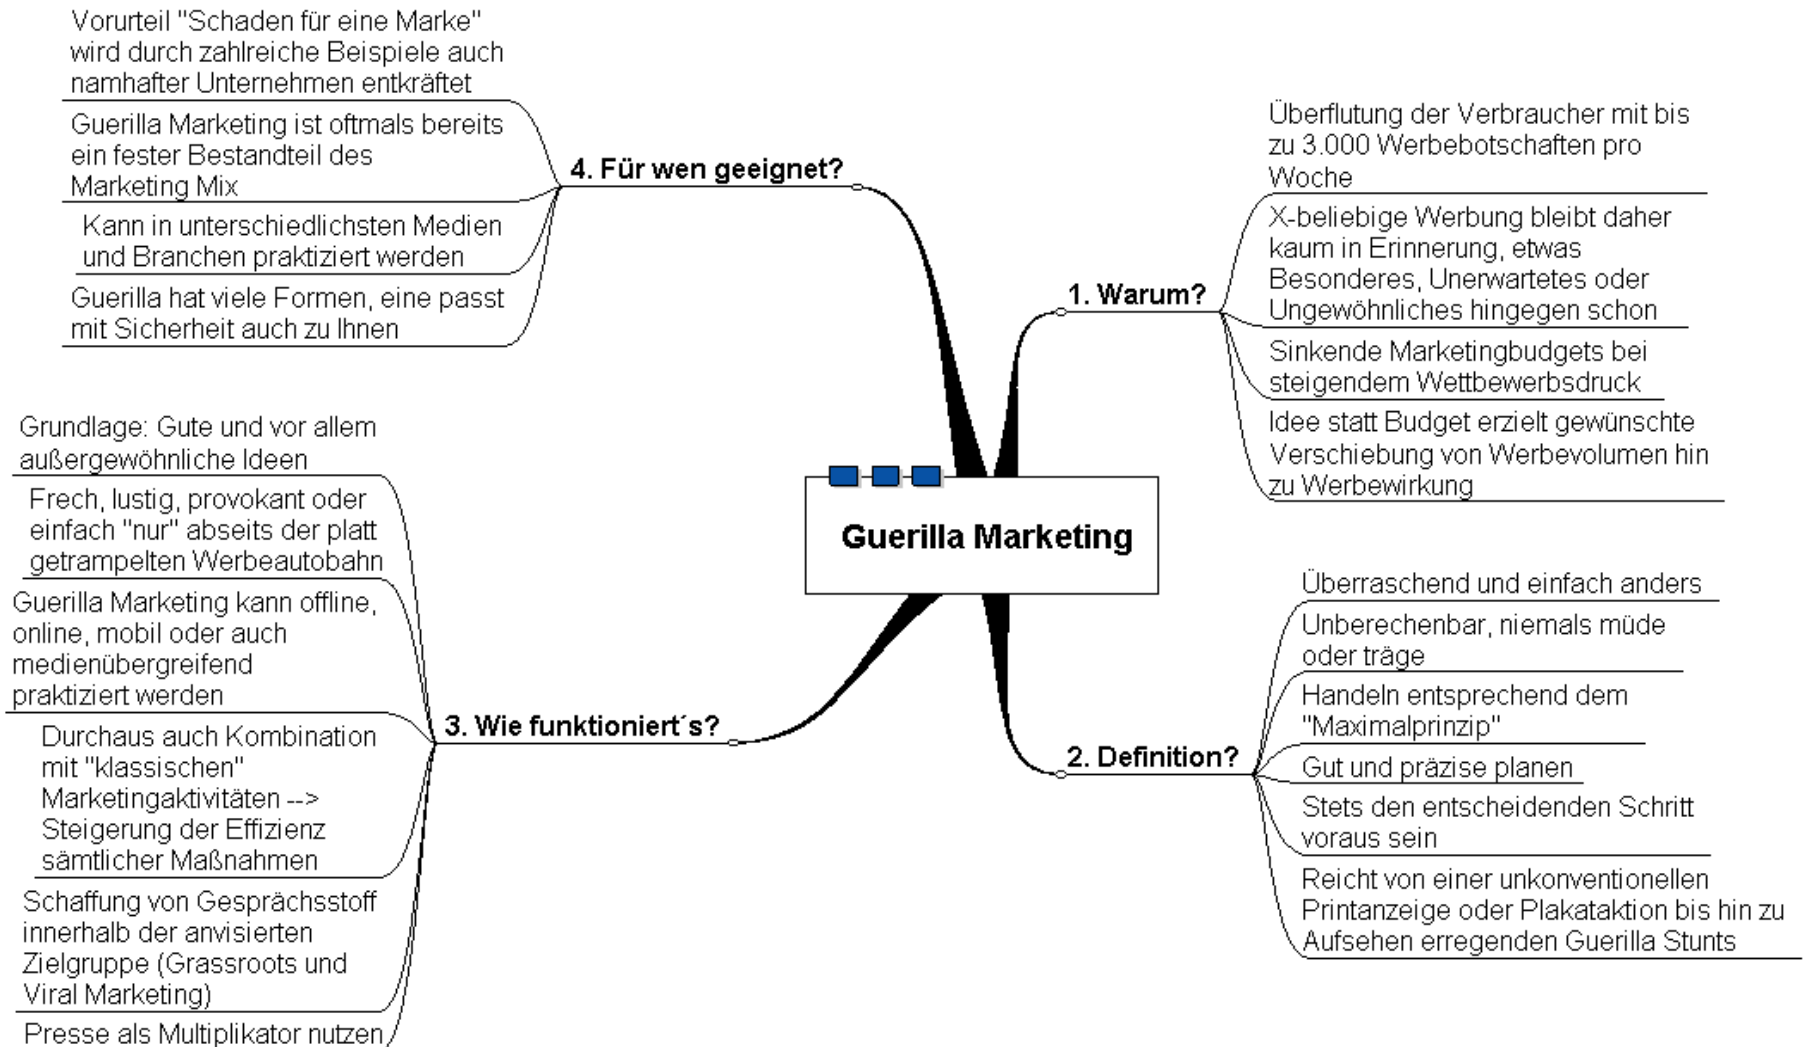 Guerilla Marketing
1. Warum?
Überflutung der Verbraucher mit bis
zu 3.000 Werbebotschaften pro
Woche
X-beliebige Werbung bleibt daher
kaum in Erinnerung, etwas
Besonderes, Unerwartetes oder
Ungewöhnliches hingegen schon
Sinkende Marketingbudgets bei
steigendem Wettbewerbsdruck
Idee statt Budget erzielt gewünschte
Verschiebung von Werbevolumen hin
zu Werbewirkung
2. Definition?
Überraschend und einfach anders
Unberechenbar, niemals müde
oder träge
Handeln entsprechend dem
"Maximalprinzip"
Gut und präzise planen
Stets den entscheidenden Schritt
voraus sein
Reicht von einer unkonventionellen
Printanzeige oder Plakataktion bis hin zu
Aufsehen erregenden Guerilla Stunts
3. Wie funktioniert´s?
Grundlage: Gute und vor allem
außergewöhnliche Ideen
Frech, lustig, provokant oder
einfach "nur" abseits der platt
getrampelten Werbeautobahn
Guerilla Marketing kann offline,
online, mobil oder auch
medienübergreifend
praktiziert werden
Durchaus auch Kombination
mit "klassischen"
Marketingaktivitäten -->
Steigerung der Effizienz
sämtlicher Maßnahmen
Schaffung von Gesprächsstoff
innerhalb der anvisierten
Zielgruppe (Grassroots und
Viral Marketing)
Presse als Multiplikator nutzen
4. Für wen geeignet?
Vorurteil "Schaden für eine Marke"
wird durch zahlreiche Beispiele auch
namhafter Unternehmen entkräftet
Guerilla Marketing ist oftmals bereits
ein fester Bestandteil des
Marketing Mix
Kann in unterschiedlichsten Medien
und Branchen praktiziert werden
Guerilla hat viele Formen, eine passt
mit Sicherheit auch zu Ihnen